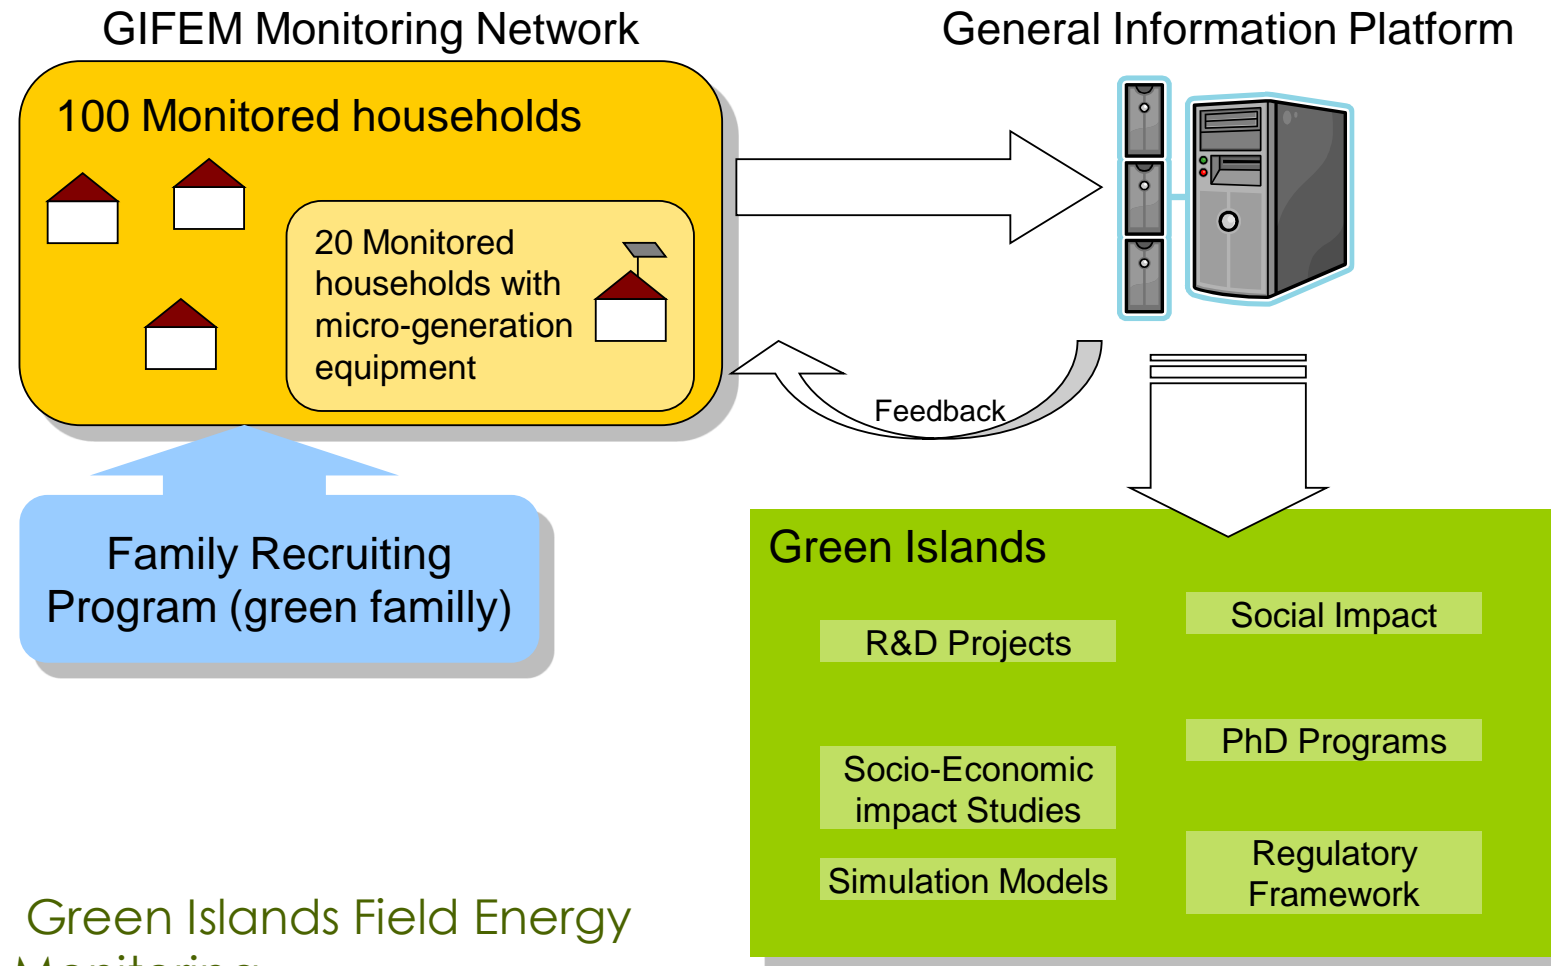 GIFEM Monitoring Network
General Information Platform
100 Monitored households
20 Monitored
households with
micro-generation
equipment
Feedback
Family Recruiting
Program (green familly)
Green Islands
R&D Projects
Social Impact
Socio-Economic
impact Studies
PhD Programs
Simulation Models
Regulatory
Framework
Green Islands Field Energy
Monitoring